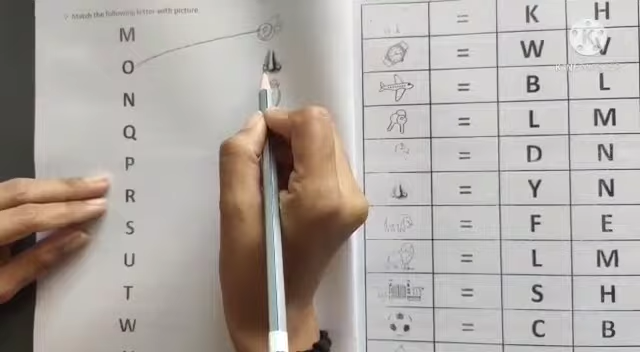 Match the following letter with picture
M
O
N
Q
P
R
S
U
T
W
= K H
= W V
= B L
= L M
= D N
= Y N
= F E
= L M
= S H
= C B